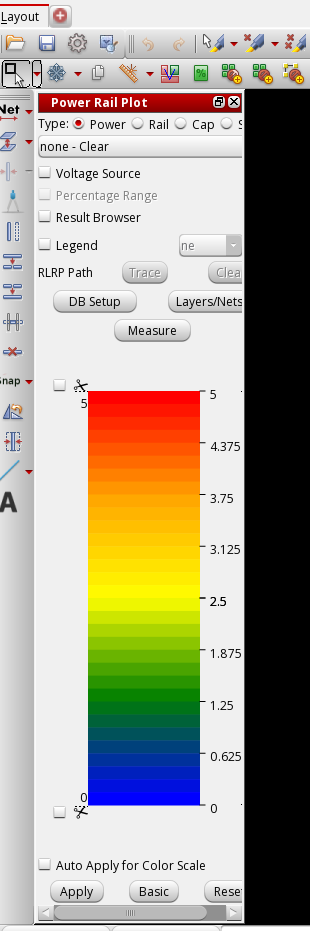 Layout
Net
Snap
A
Power Rail Plot
Type: Power Rail Cap S
none - Clear
Voltage Source
Percentage Range
Result Browser
Legend ne
RLRP Path Trace Clea
DB Setup Layers/Nets
Measure
5 5
4.375
3.75
3.125
2.5
1.875
1.25
0.625
0 0
Auto Apply for Color Scale
Apply Basic Rese